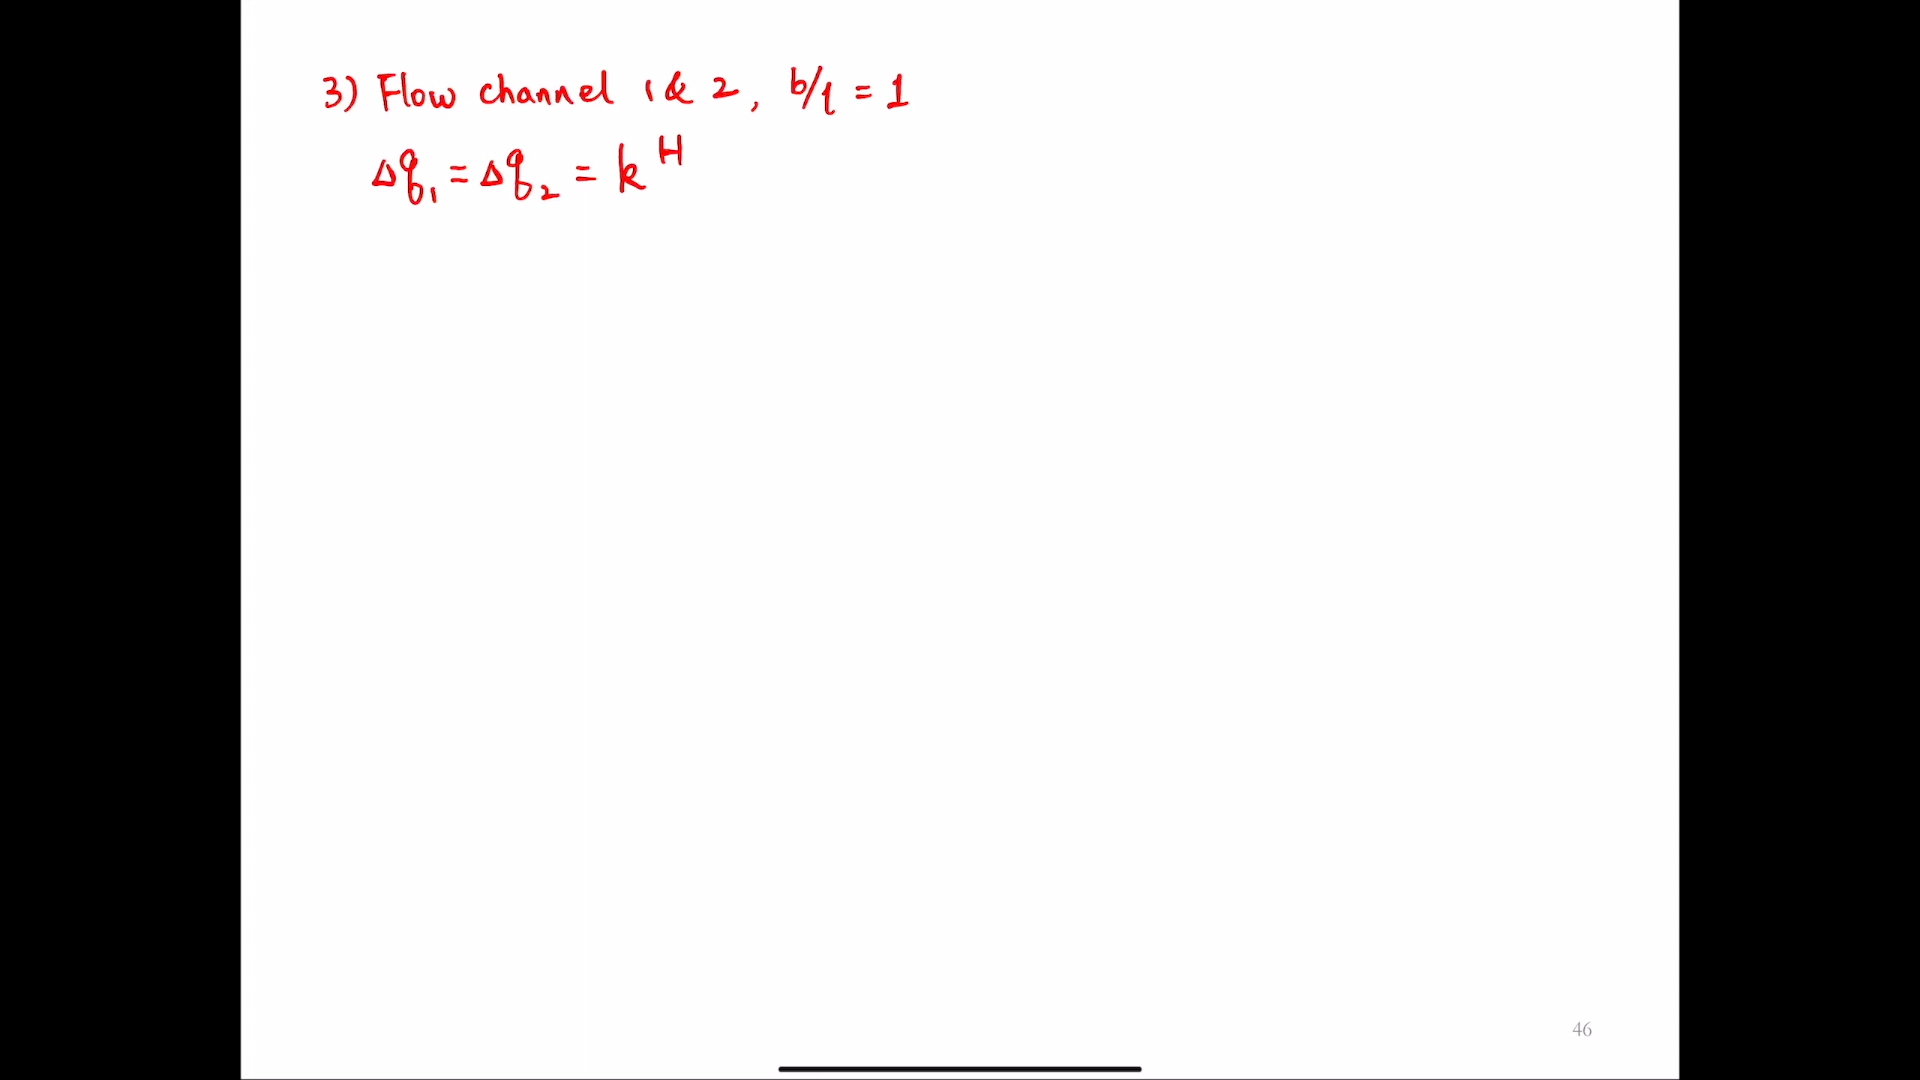 3) Flow channel 1 & 2, b/l = 1
Δq₁ = Δq₂ = k H
46